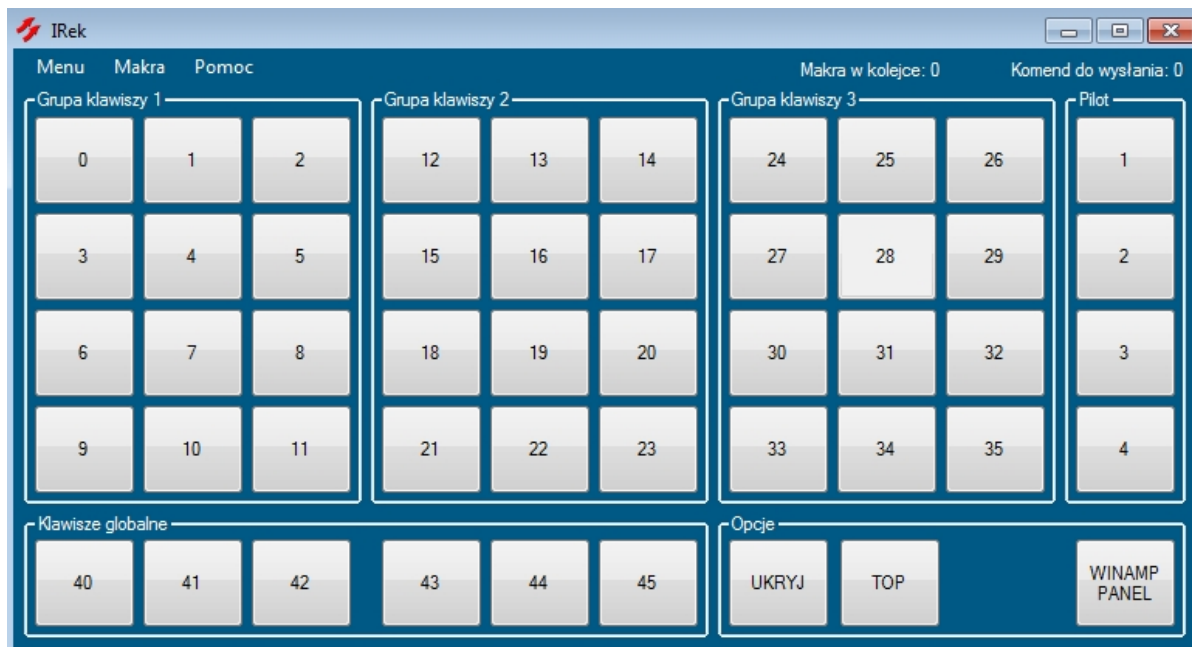 IRek
Menu Makra Pomoc Makra w kolejce: 0 Komend do wysłania: 0
Grupa klawiszy 1 Grupa klawiszy 2 Grupa klawiszy 3 Pilot
0 1 2 12 13 14 24 25 26 1
3 4 5 15 16 17 27 28 29 2
6 7 8 18 19 20 30 31 32 3
9 10 11 21 22 23 33 34 35 4
Klawisze globalne Opcje
40 41 42 43 44 45 UKRYJ TOP WINAMP
PANEL